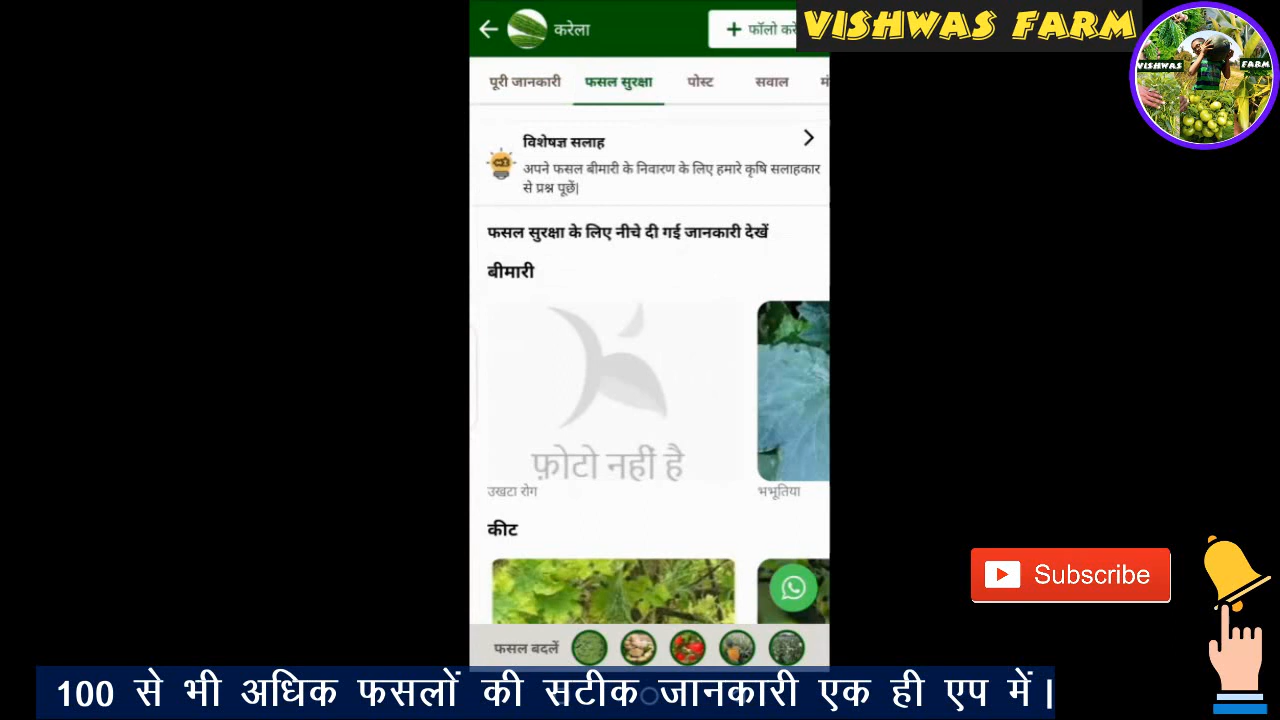 करेला
+ फॉलो करें
VISHWAS FARM
VISHWAS FARM
पूरी जानकारी फसल सुरक्षा पोस्ट सवाल
विशेषज्ञ सलाह
अपने फसल बीमारी के निवारण के लिए हमारे कृषि सलाहकार
से प्रश्न पूछें|
फसल सुरक्षा के लिए नीचे दी गई जानकारी देखें
बीमारी
फ़ोटो नहीं है
उखटा रोग भभूतिया
कीट
Subscribe
फसल बदलें
100 से भी अधिक फसलों की सटीक जानकारी एक ही एप में।